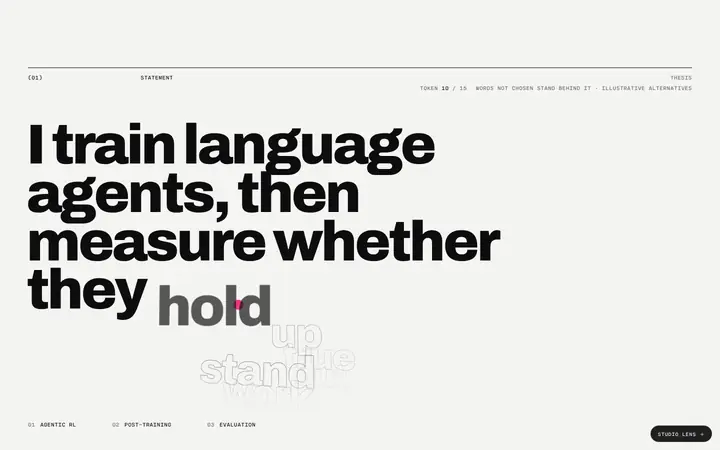 (01) STATEMENT THESIS
TOKEN 10 / 15 WORDS NOT CHOSEN STAND BEHIND IT · ILLUSTRATIVE ALTERNATIVES
I train language
agents, then
measure whether
they hold
up
stand
01 AGENTIC RL 02 POST-TRAINING 03 EVALUATION
STUDIO LENS +